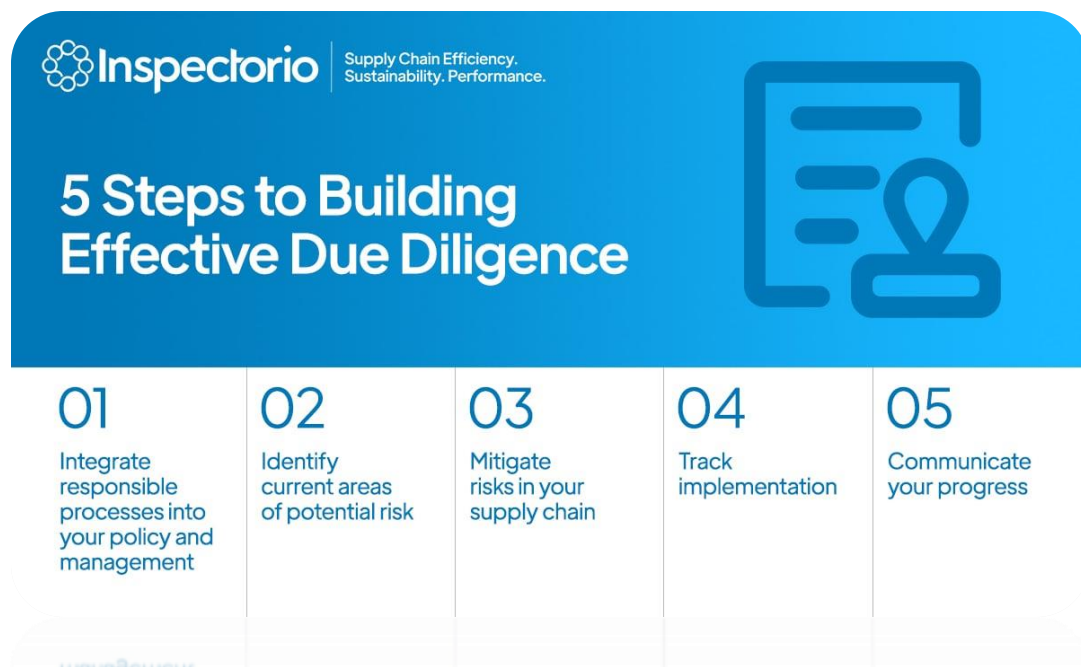 Inspectorio
Supply Chain Efficiency.
Sustainability. Performance.
5 Steps to Building
Effective Due Diligence
01
Integrate
responsible
processes into
your policy and
management
02
Identify
current areas
of potential risk
03
Mitigate
risks in your
supply chain
04
Track
implementation
05
Communicate
your progress